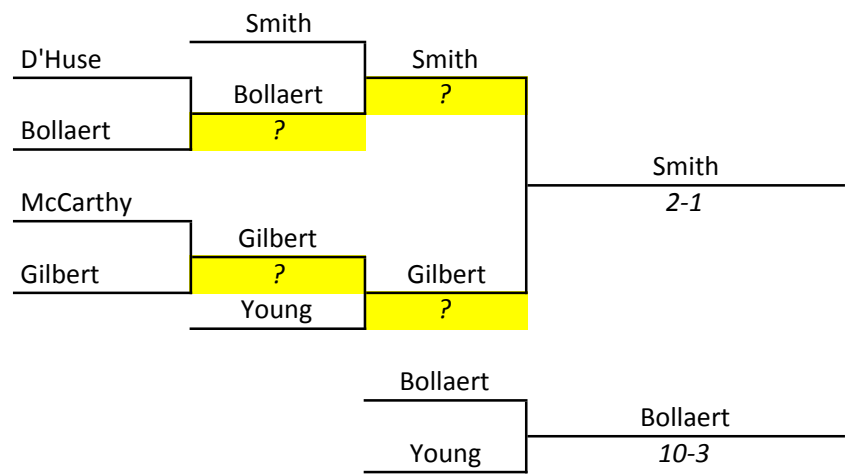 Smith
D'Huse
Smith
Bollaert
?
Bollaert
?
Smith
McCarthy
2-1
Gilbert
Gilbert
?
Gilbert
Young
?
Bollaert
Bollaert
Young
10-3